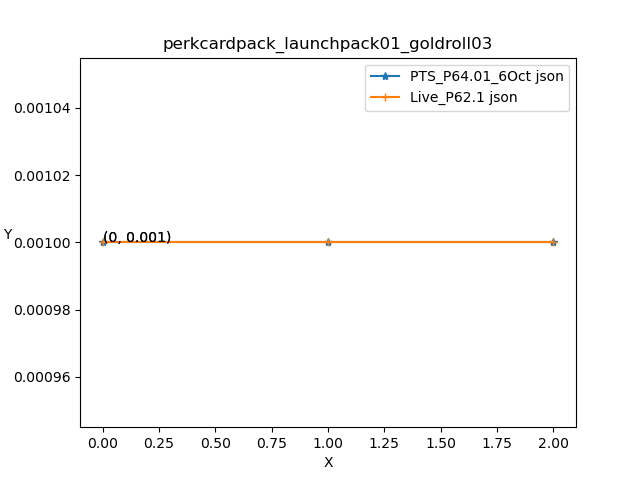 perkcardpack_launchpack01_goldroll03
PTS_P64.01_6Oct json
Live_P62.1 json
0.00104
0.00102
(0, 0.001)
Y
0.00100
0.00098
0.00096
0.00 0.25 0.50 0.75 1.00 1.25 1.50 1.75 2.00
X